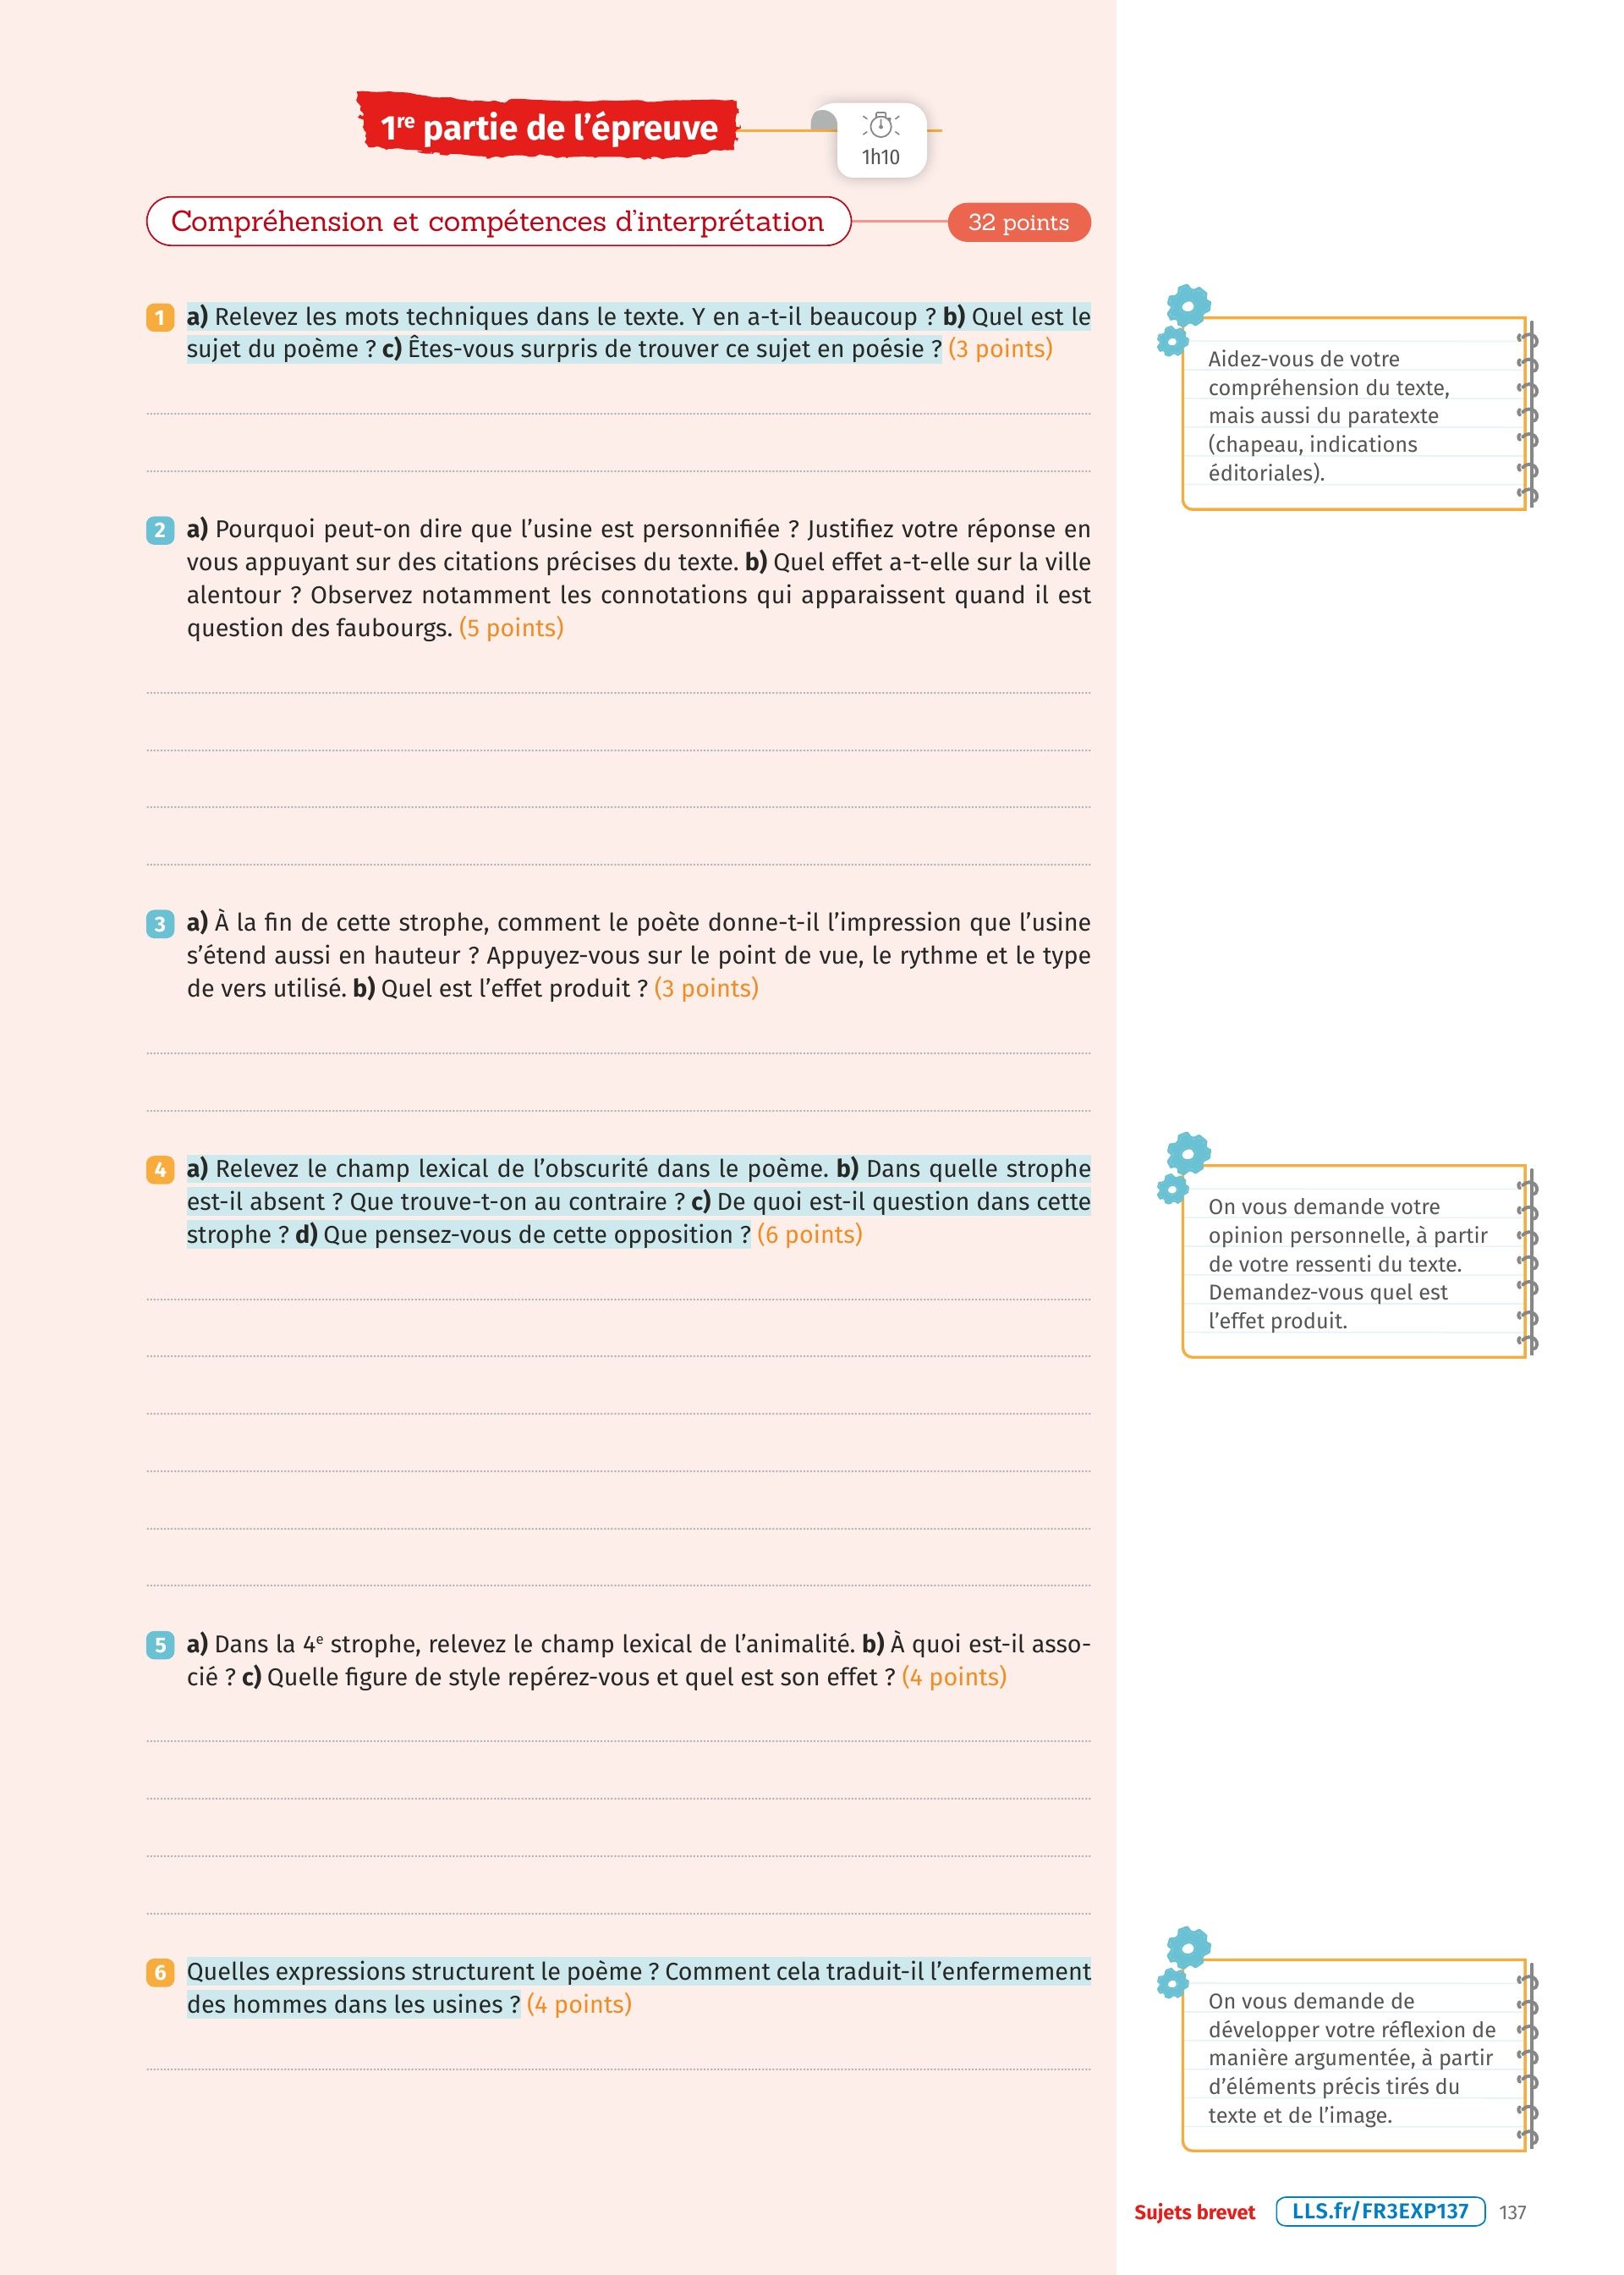 1re partie de l’épreuve
1h10
Compréhension et compétences d’interprétation
32 points
1 a) Relevez les mots techniques dans le texte. Y en a-t-il beaucoup ? b) Quel est le
sujet du poème ? c) Êtes-vous surpris de trouver ce sujet en poésie ? (3 points)
Aidez-vous de votre
compréhension du texte,
mais aussi du paratexte
(chapeau, indications
éditoriales).
2 a) Pourquoi peut-on dire que l’usine est personnifiée ? Justifiez votre réponse en
vous appuyant sur des citations précises du texte. b) Quel effet a-t-elle sur la ville
alentour ? Observez notamment les connotations qui apparaissent quand il est
question des faubourgs. (5 points)
3 a) À la fin de cette strophe, comment le poète donne-t-il l’impression que l’usine
s’étend aussi en hauteur ? Appuyez-vous sur le point de vue, le rythme et le type
de vers utilisé. b) Quel est l’effet produit ? (3 points)
4 a) Relevez le champ lexical de l’obscurité dans le poème. b) Dans quelle strophe
est-il absent ? Que trouve-t-on au contraire ? c) De quoi est-il question dans cette
strophe ? d) Que pensez-vous de cette opposition ? (6 points)
On vous demande votre
opinion personnelle, à partir
de votre ressenti du texte.
Demandez-vous quel est
l’effet produit.
5 a) Dans la 4e strophe, relevez le champ lexical de l’animalité. b) À quoi est-il asso-
cié ? c) Quelle figure de style repérez-vous et quel est son effet ? (4 points)
6 Quelles expressions structurent le poème ? Comment cela traduit-il l’enfermement
des hommes dans les usines ? (4 points)
On vous demande de
développer votre réflexion de
manière argumentée, à partir
d’éléments précis tirés du
texte et de l’image.
Sujets brevet LLS.fr/FR3EXP137 137